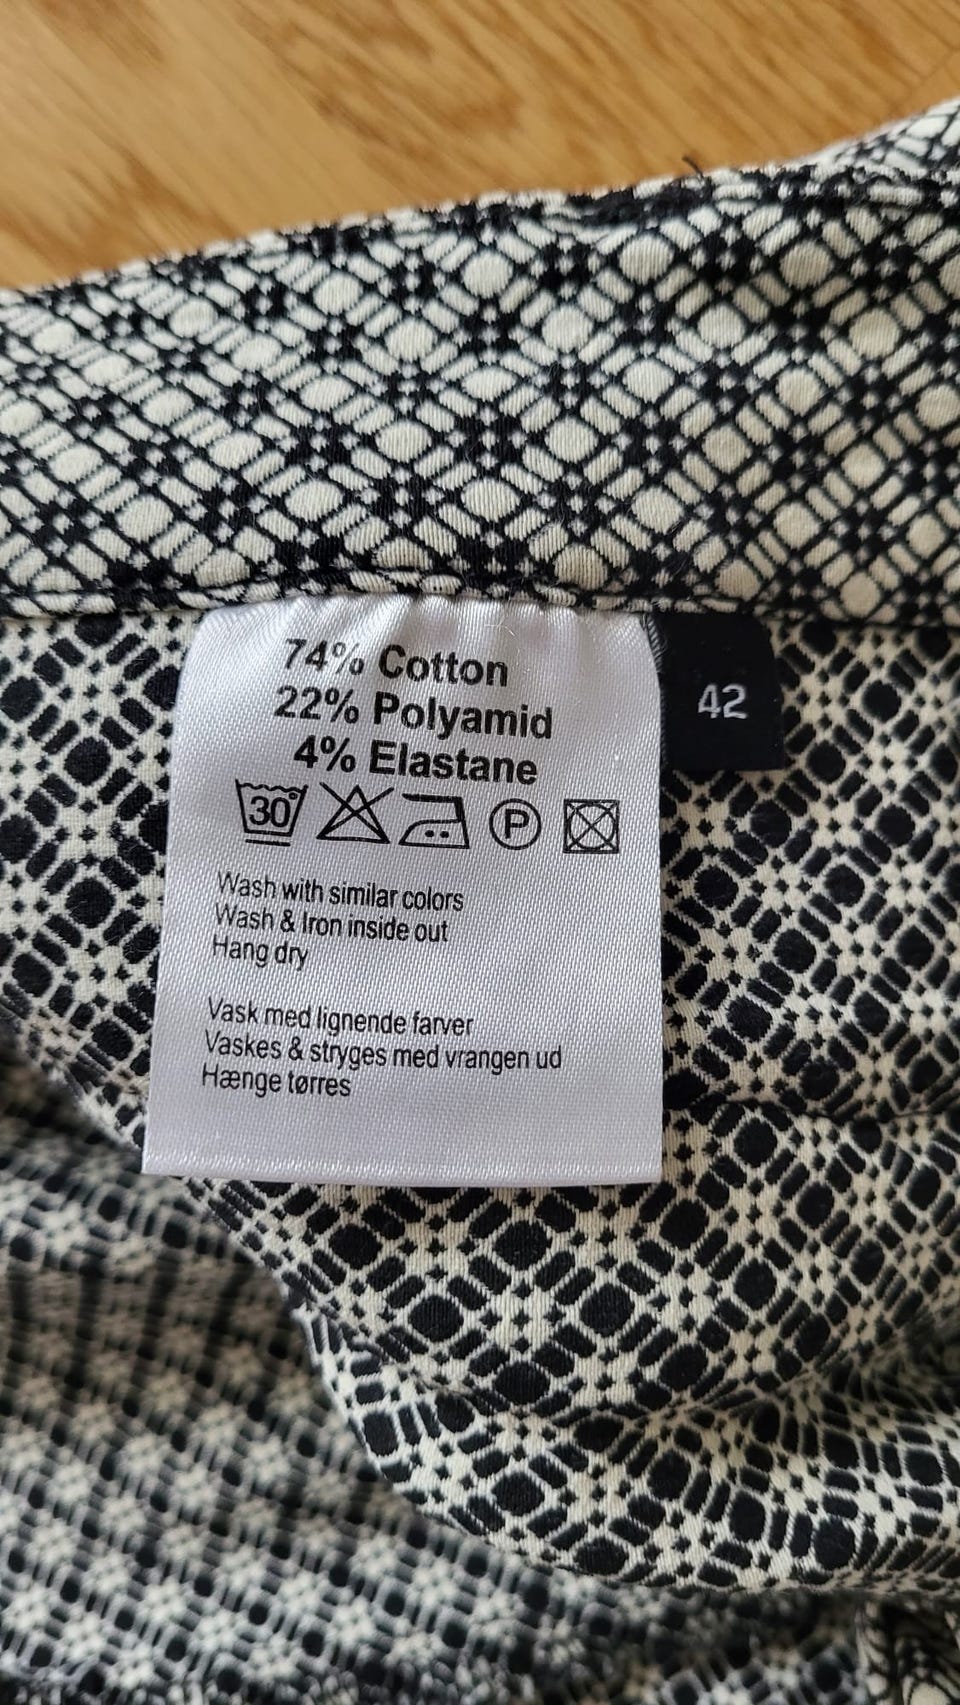 74% Cotton
22% Polyamid
4% Elastane
42
30°
P
Wash with similar colors
Wash & Iron inside out
Hang dry
Vask med lignende farver
Vaskes & stryges med vrangen ud
Hænge tørres